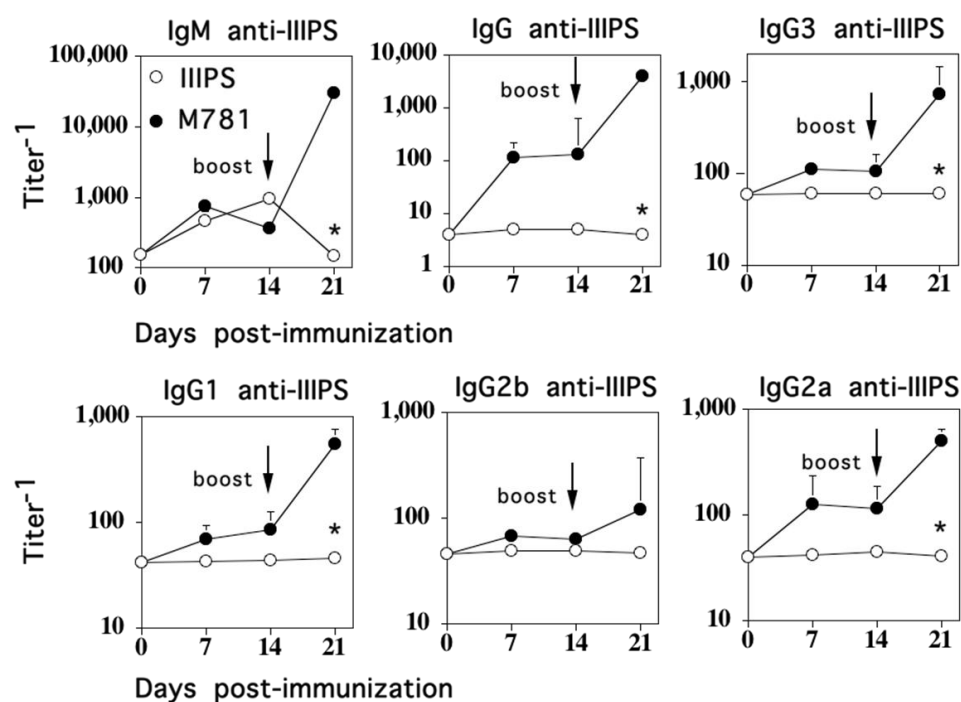 IgM anti-IIIPS
100,000
10,000
1,000
100
Titer-1
IIIPS
M781
boost
*
0 7 14 21
IgG anti-IIIPS
10,000
1,000
100
10
1
boost
*
0 7 14 21
IgG3 anti-IIIPS
1,000
100
10
boost
*
0 7 14 21
Days post-immunization
IgG1 anti-IIIPS
1,000
100
10
Titer-1
boost
*
0 7 14 21
IgG2b anti-IIIPS
1,000
100
10
boost
0 7 14 21
IgG2a anti-IIIPS
1,000
100
10
boost
*
0 7 14 21
Days post-immunization